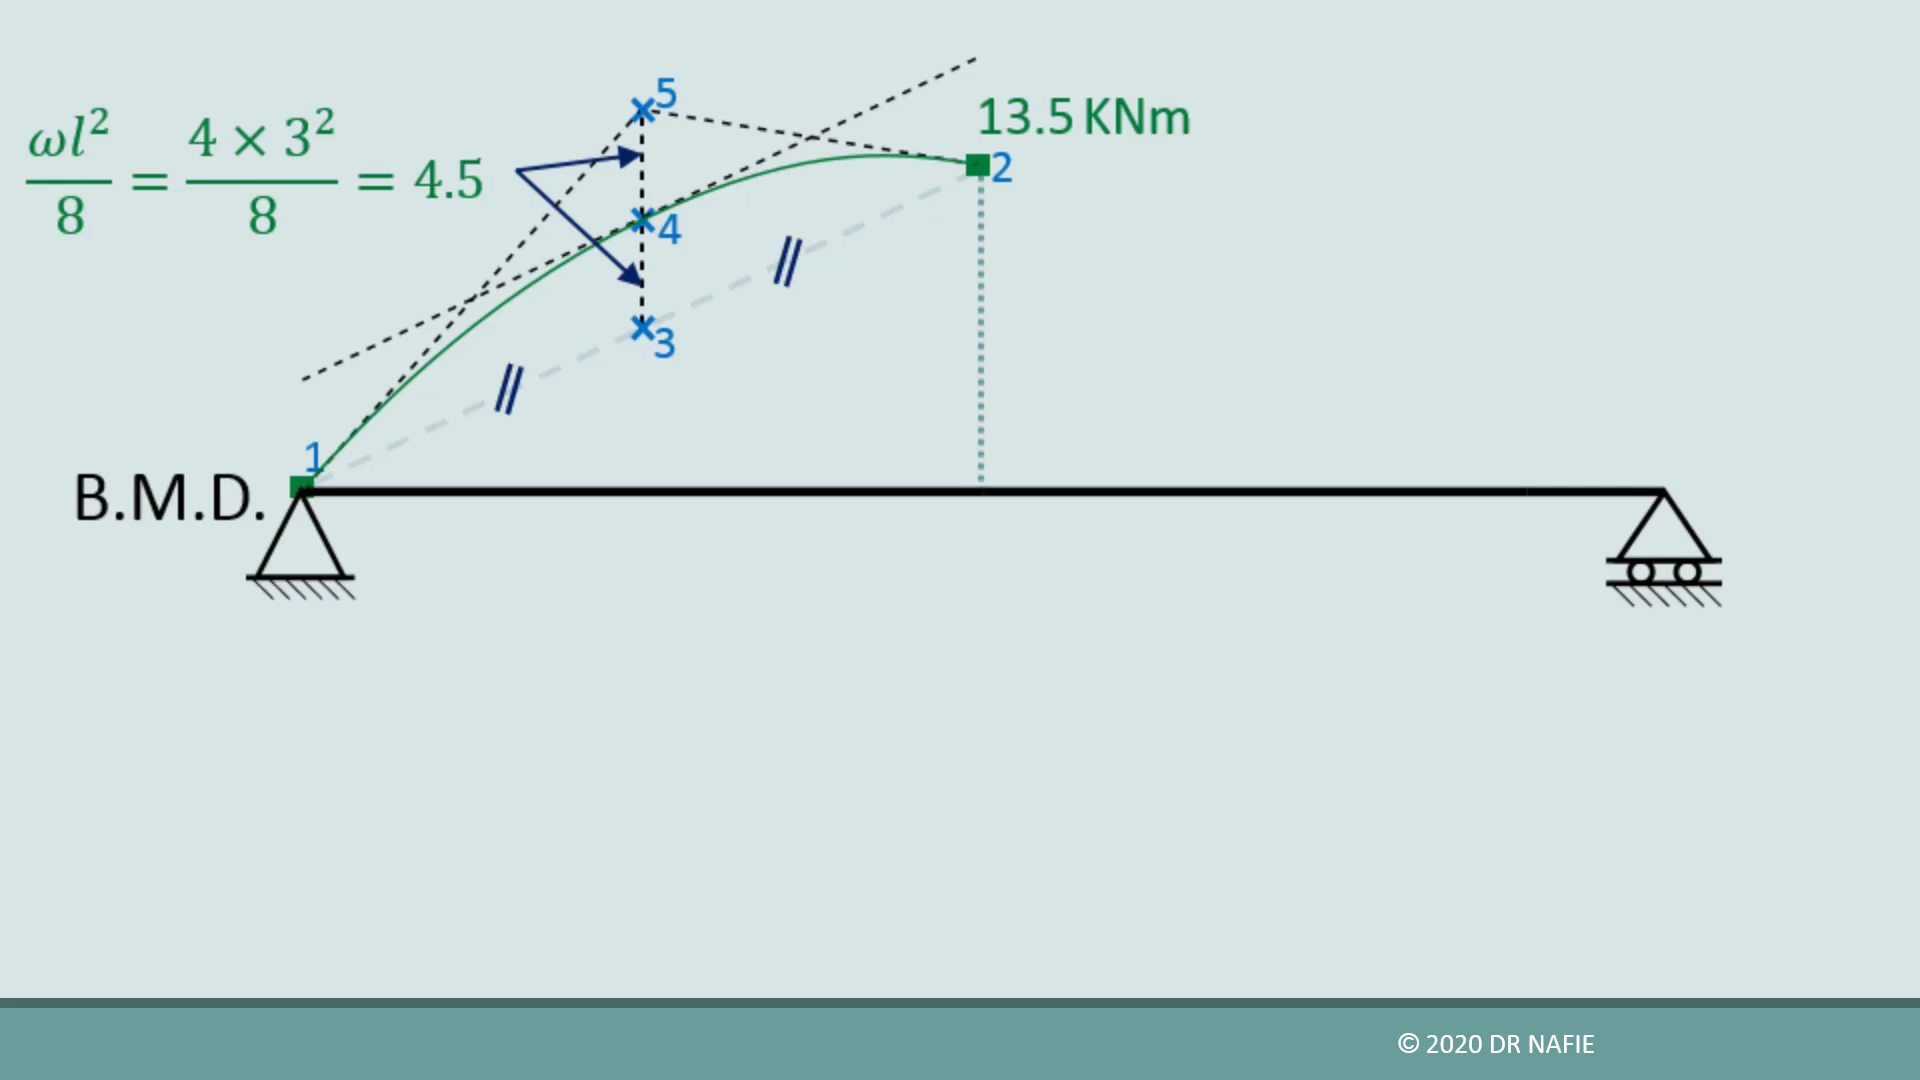 5
13.5 KNm
ωl²/8 = 4 × 3²/8 = 4.5
2
4
3
1
B.M.D.
© 2020 DR NAFIE